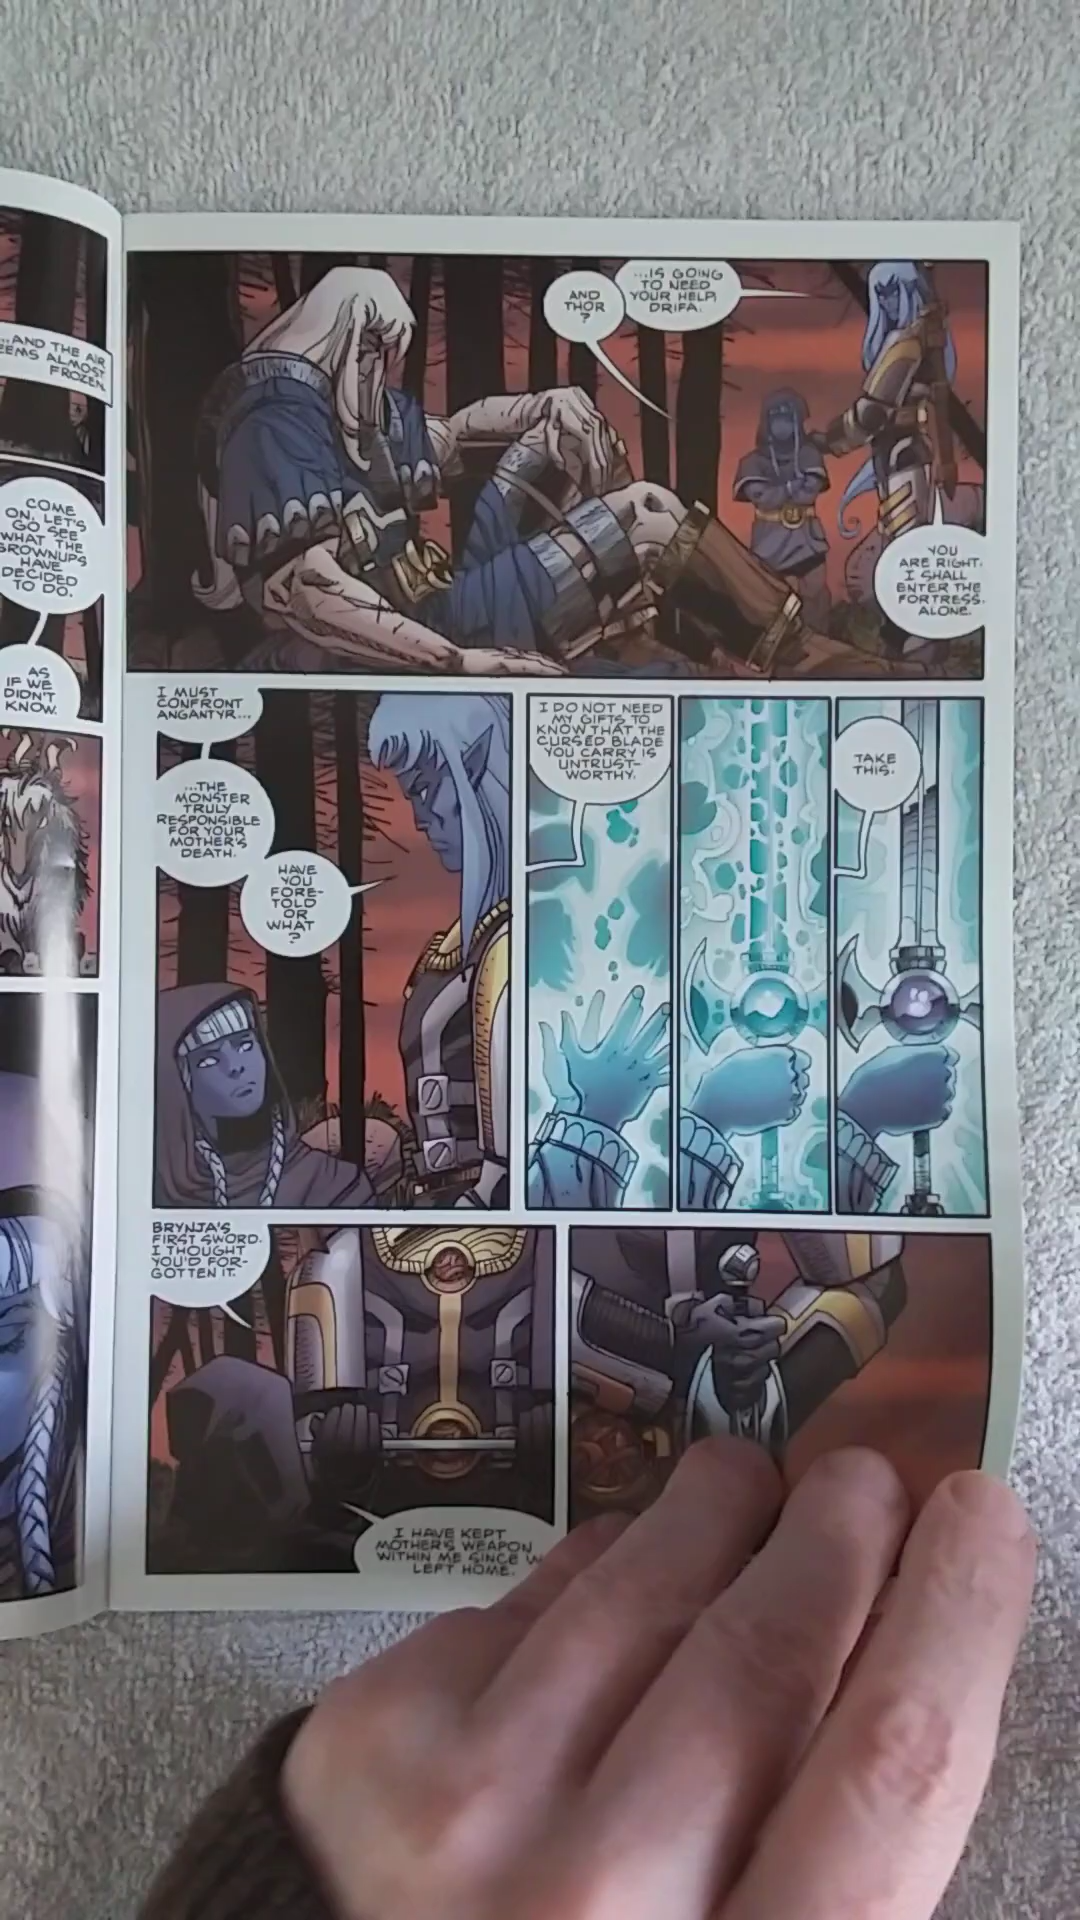 ...AND THE AIR
SEEMS ALMOST
FROZEN.
COME
ON, LET'S
GO SEE
WHAT THE
GROWNUPS
HAVE
DECIDED
TO DO.
AS
IF WE
DIDN'T
KNOW.
AND
THOR
?
...IS GOING
TO NEED
YOUR HELP,
DRIFA.
YOU
ARE RIGHT.
I SHALL
ENTER THE
FORTRESS.
ALONE.
I MUST
CONFRONT
ANGANTYR...
...THE
MONSTER
TRULY
RESPONSIBLE
FOR YOUR
MOTHER'S
DEATH.
HAVE
YOU
FORE-
TOLD
OR
WHAT
?
I DO NOT NEED
MY GIFTS TO
KNOW THAT THE
CURSED BLADE
YOU CARRY IS
UNTRUST-
WORTHY.
TAKE
THIS.
BRYNJA'S
FIRST SWORD.
I THOUGHT
YOU'D FOR-
GOTTEN IT.
I HAVE KEPT
MOTHER'S WEAPON
WITHIN ME SINCE
LEFT HOME.